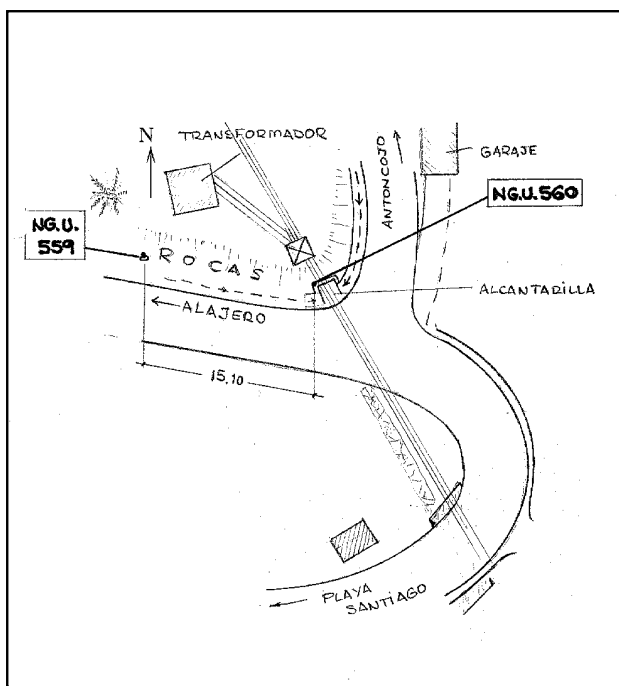 N
TRANSFORMADOR
GARAJE
ANTONCOJO
NG.U.560
NG.U.
559
ROCAS
ALCANTARILLA
ALAJERO
15.10
PLAYA
SANTIAGO